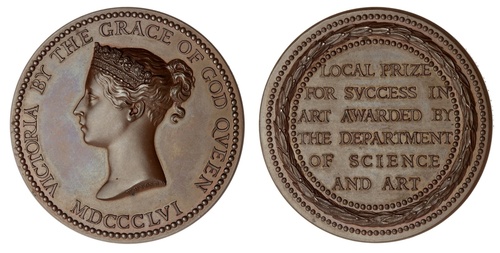 VICTORIA BY THE GRACE OF GOD QVEEN
MDCCCLVI
LOCAL PRIZE
FOR SVCCESS IN
ART AWARDED BY
THE DEPARTMENT
OF SCIENCE
AND ART